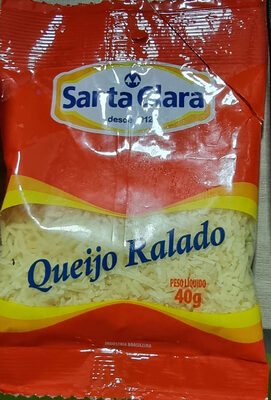 Santa Clara
desde 1912
Queijo Ralado
PESO LÍQUIDO
40g
INDÚSTRIA BRASILEIRA